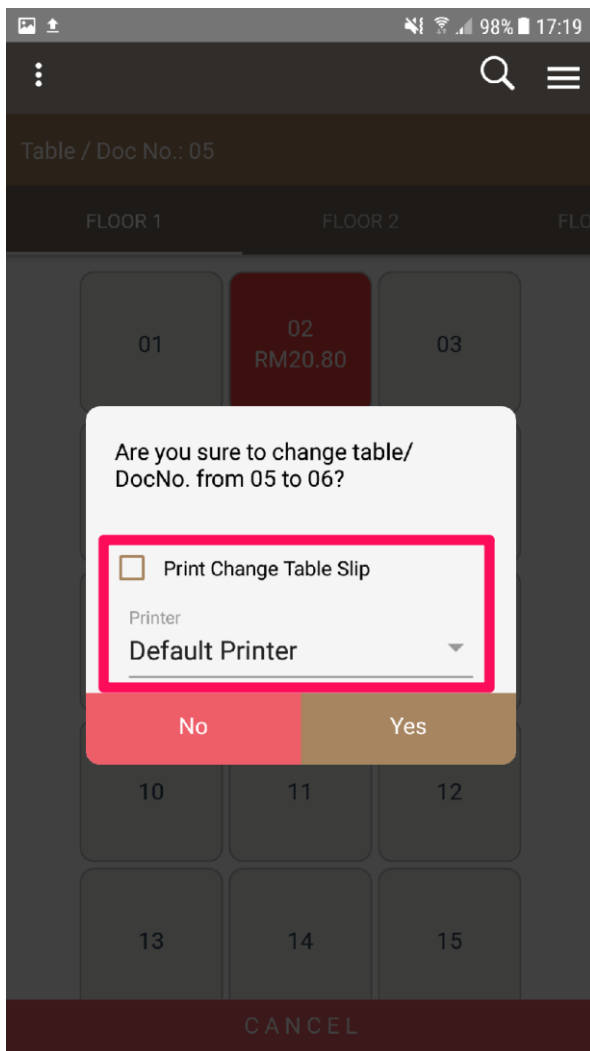 98% 17:19
Table / Doc No.: 05
FLOOR 1 FLOOR 2 FLO
01 02 03
RM20.80
Are you sure to change table/
DocNo. from 05 to 06?
Print Change Table Slip
Printer
Default Printer
No Yes
10 11 12
13 14 15
CANCEL